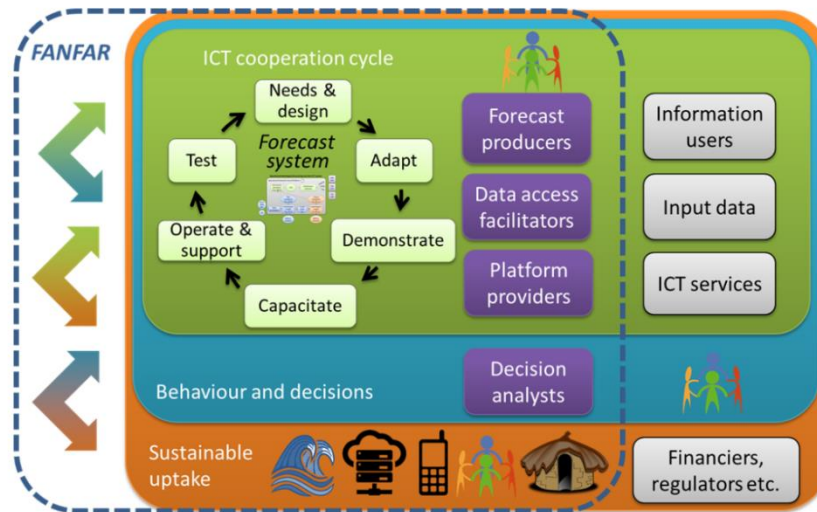 FANFAR
ICT cooperation cycle
Needs &
design
Forecast
system
Test
Adapt
Operate &
support
Demonstrate
Capacitate
Forecast
producers
Data access
facilitators
Platform
providers
Information
users
Input data
ICT services
Behaviour and decisions
Decision
analysts
Sustainable
uptake
Financiers,
regulators etc.